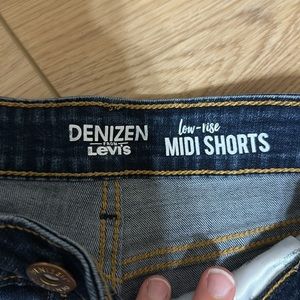 DENIZEN
FROM
Levi's
low-rise
MIDI SHORTS